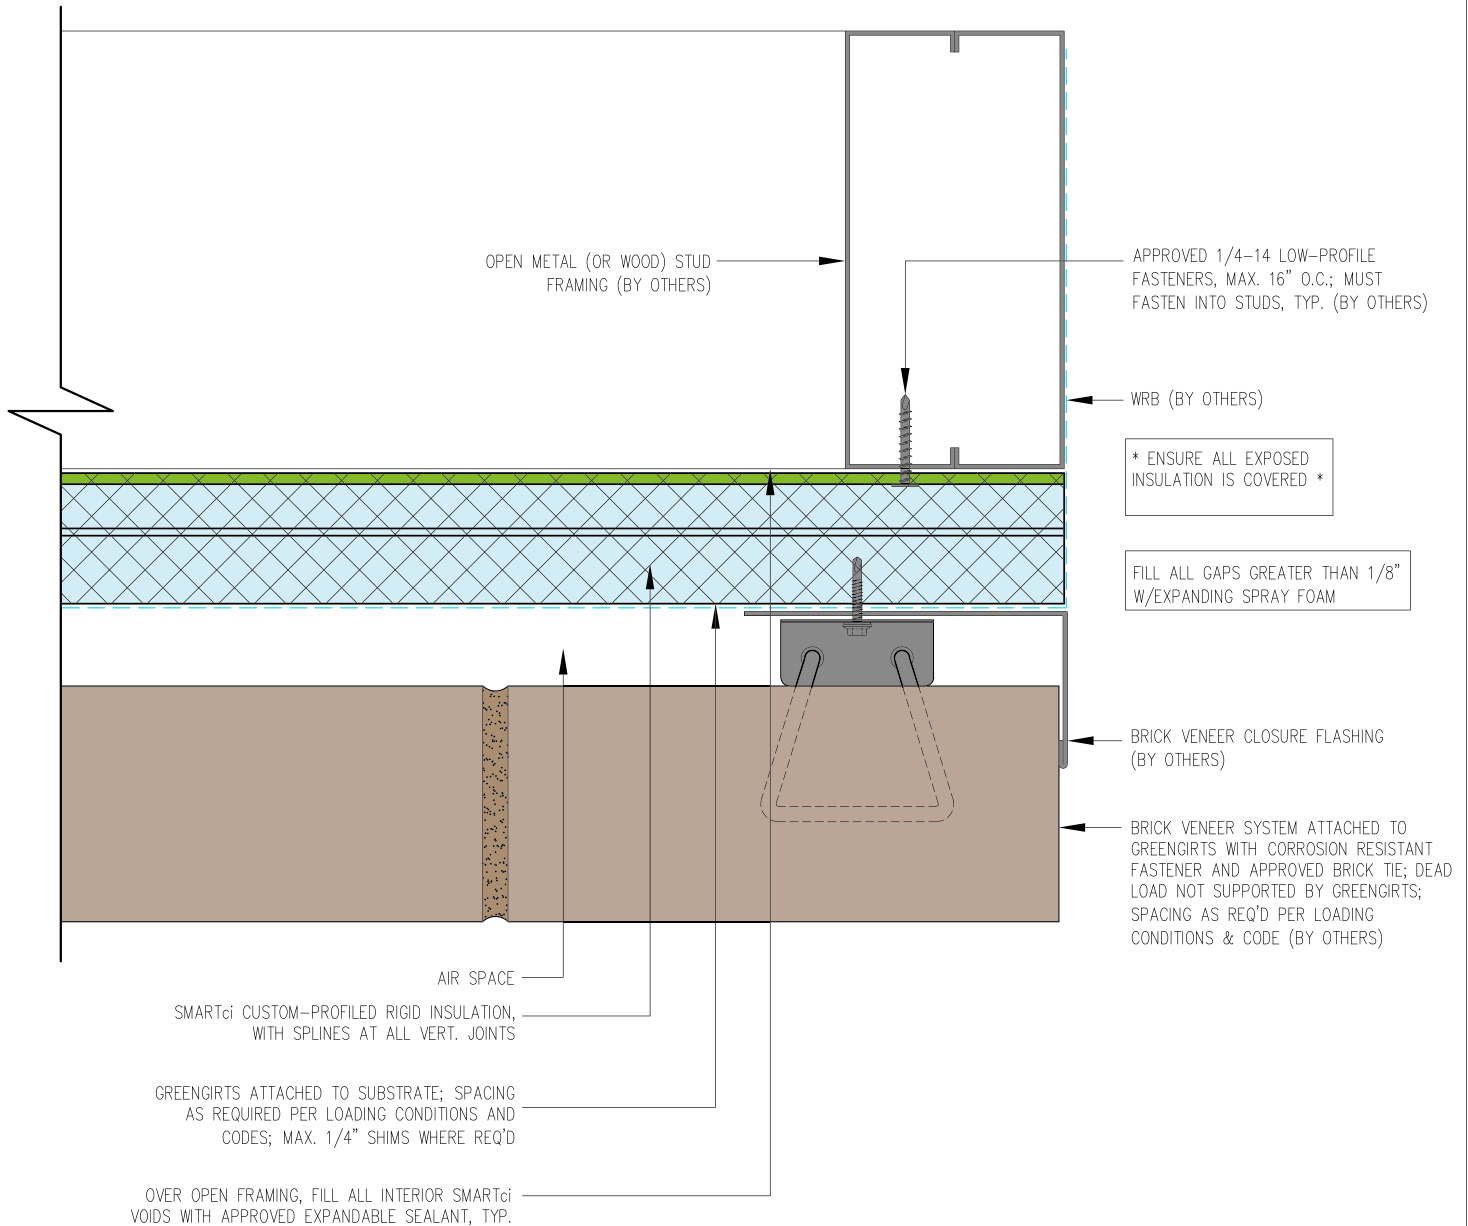 OPEN METAL (OR WOOD) STUD
FRAMING (BY OTHERS)
APPROVED 1/4-14 LOW-PROFILE
FASTENERS, MAX. 16" O.C.; MUST
FASTEN INTO STUDS, TYP. (BY OTHERS)
WRB (BY OTHERS)
* ENSURE ALL EXPOSED
INSULATION IS COVERED *
FILL ALL GAPS GREATER THAN 1/8"
W/EXPANDING SPRAY FOAM
BRICK VENEER CLOSURE FLASHING
(BY OTHERS)
BRICK VENEER SYSTEM ATTACHED TO
GREENGIRTS WITH CORROSION RESISTANT
FASTENER AND APPROVED BRICK TIE; DEAD
LOAD NOT SUPPORTED BY GREENGIRTS;
SPACING AS REQ'D PER LOADING
CONDITIONS & CODE (BY OTHERS)
AIR SPACE
SMARTci CUSTOM-PROFILED RIGID INSULATION,
WITH SPLINES AT ALL VERT. JOINTS
GREENGIRTS ATTACHED TO SUBSTRATE; SPACING
AS REQUIRED PER LOADING CONDITIONS AND
CODES; MAX. 1/4" SHIMS WHERE REQ'D
OVER OPEN FRAMING, FILL ALL INTERIOR SMARTci
VOIDS WITH APPROVED EXPANDABLE SEALANT, TYP.